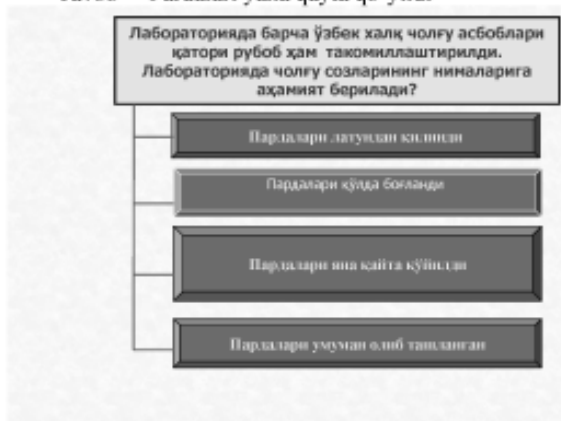 Лабораторияда барча ўзбек халқ чолғу асбоблари
қатори рубоб ҳам такомиллаштирилди.
Лабораторияда чолғу созларининг нималарига
аҳамият берилади?
Пардалари латундан қилинди
Пардалари қўлда боғланди
Пардалари яна қайта қўйилди
Пардалари умуман олиб ташланган